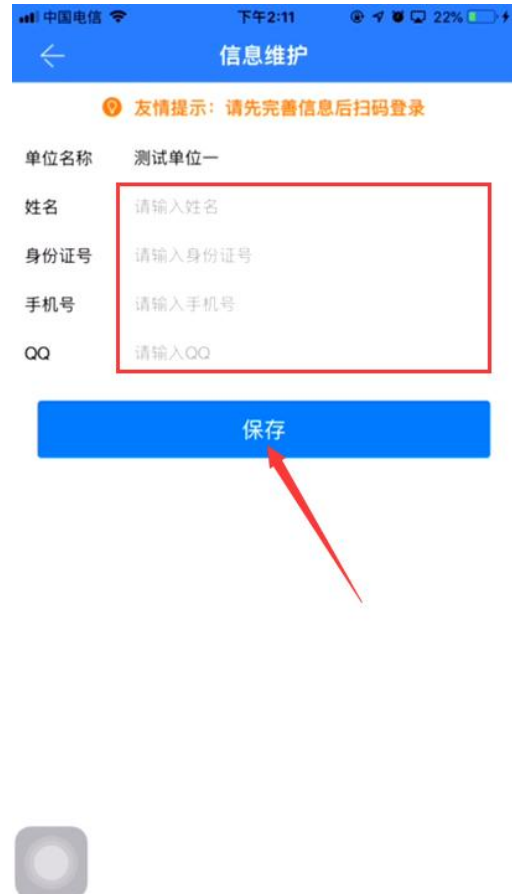 中国电信 下午2:11 22%
信息维护
友情提示：请先完善信息后扫码登录
单位名称 测试单位一
姓名 请输入姓名
身份证号 请输入身份证号
手机号 请输入手机号
QQ 请输入QQ
保存